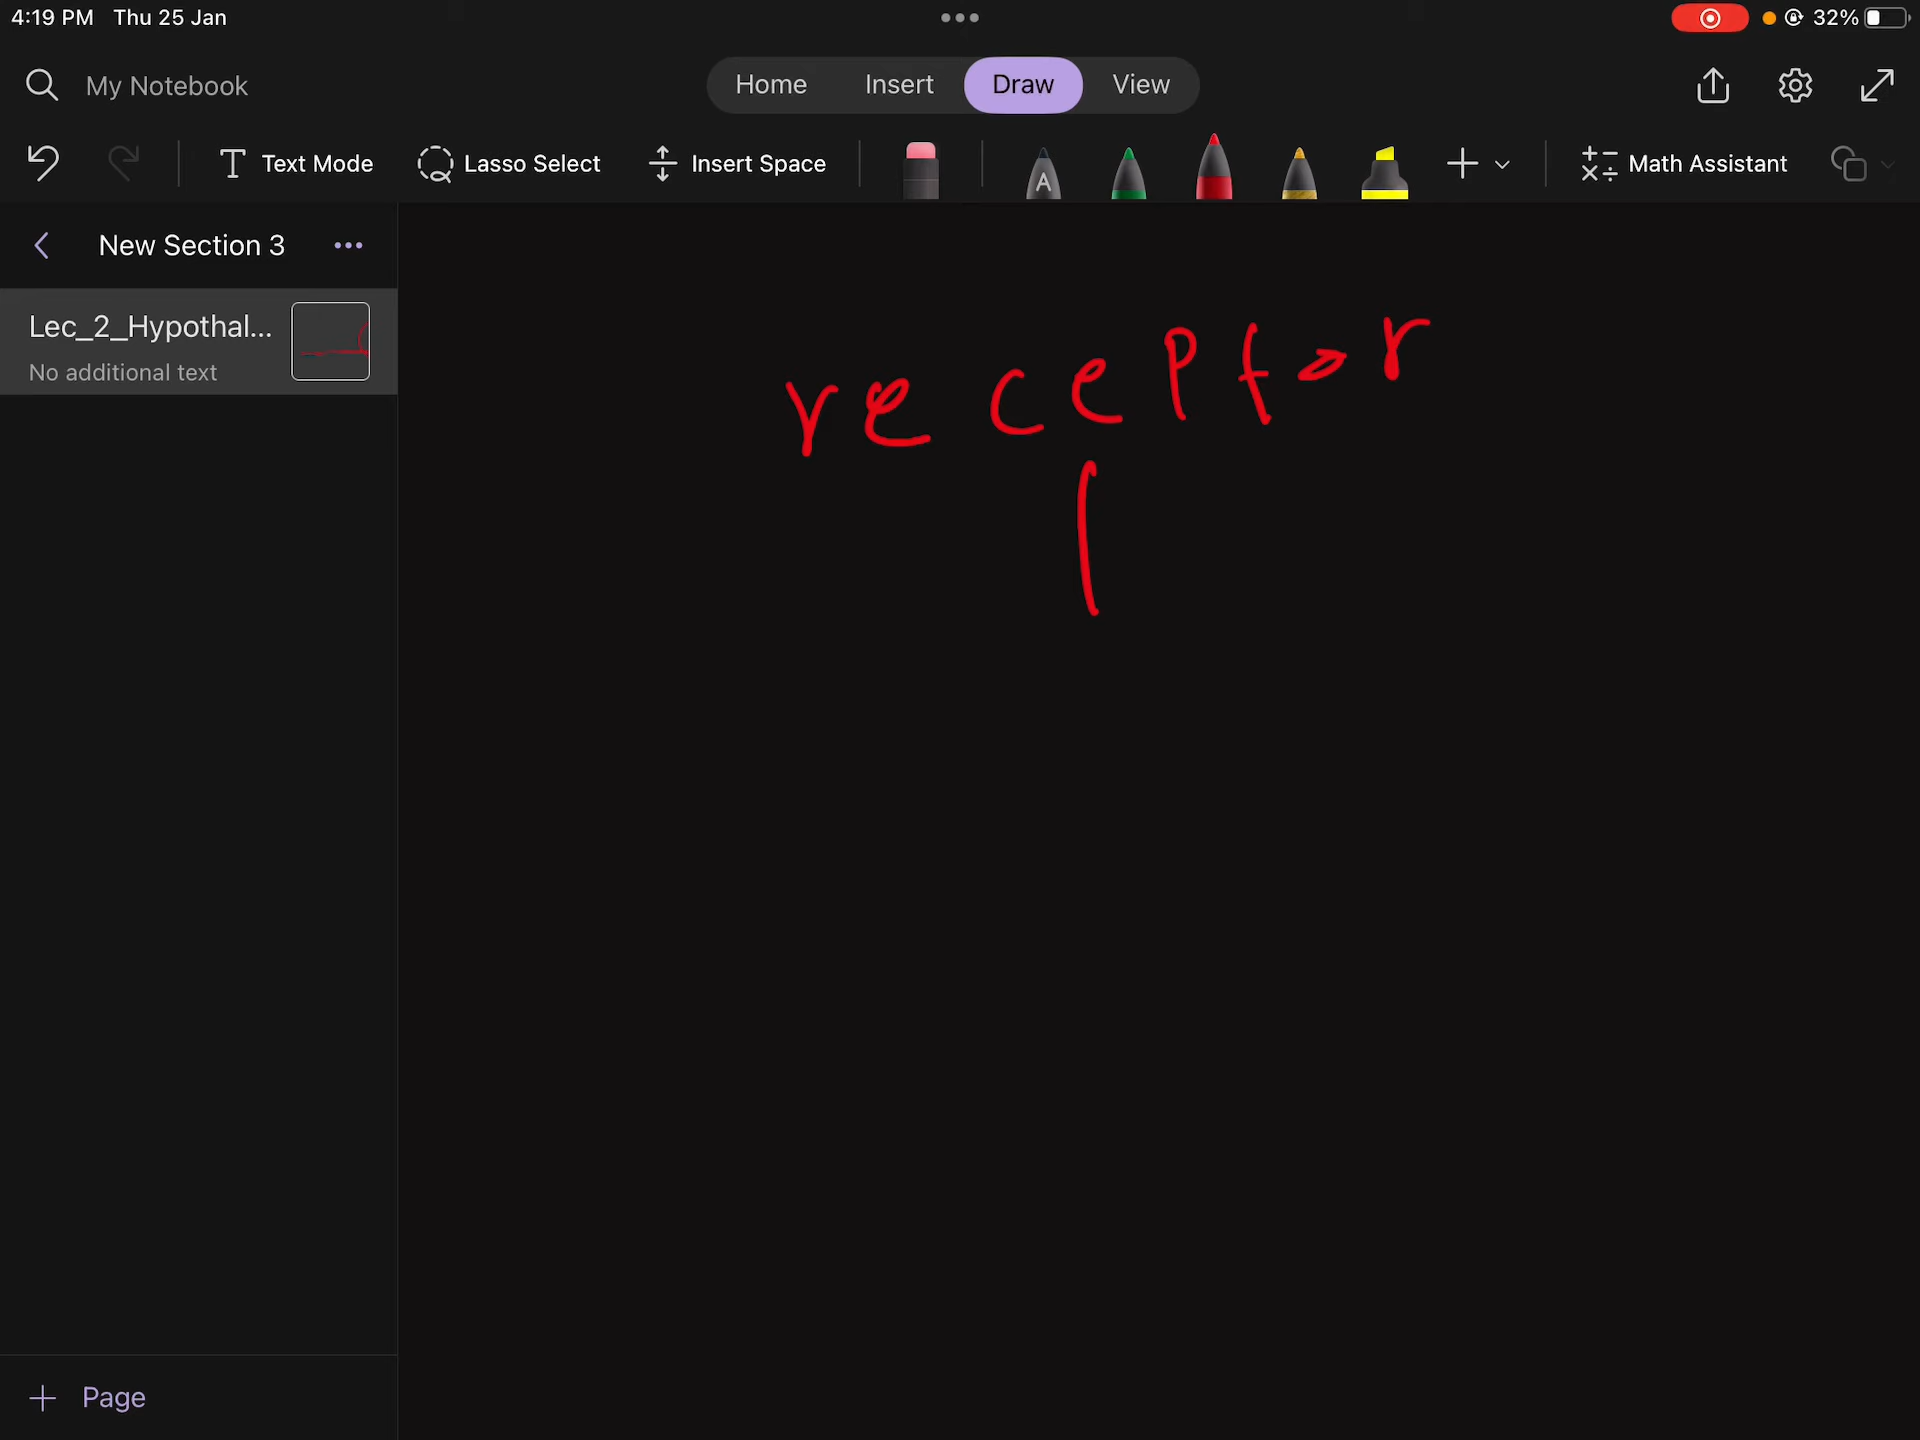 4:19 PM Thu 25 Jan
32%
My Notebook
Home Insert Draw View
Text Mode Lasso Select Insert Space
A
Math Assistant
New Section 3
Lec_2_Hypothal...
No additional text
receptor
Page